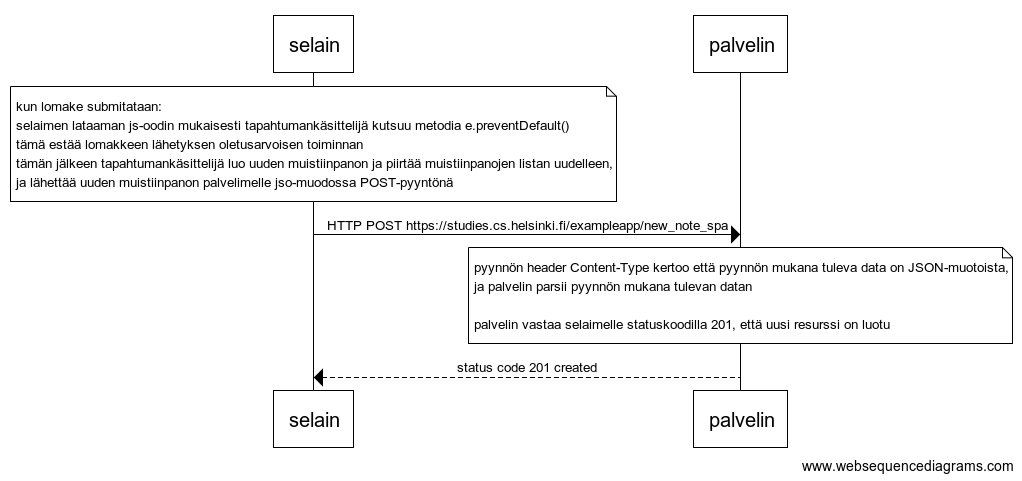 selain
palvelin
kun lomake submitataan:
selaimen lataaman js-oodin mukaisesti tapahtumankäsittelijä kutsuu metodia e.preventDefault()
tämä estää lomakkeen lähetyksen oletusarvoisen toiminnan
tämän jälkeen tapahtumankäsittelijä luo uuden muistiinpanon ja piirtää muistiinpanojen listan uudelleen,
ja lähettää uuden muistiinpanon palvelimelle jso-muodossa POST-pyyntönä
HTTP POST https://studies.cs.helsinki.fi/exampleapp/new_note_spa
pyynnön header Content-Type kertoo että pyynnön mukana tuleva data on JSON-muotoista,
ja palvelin parsii pyynnön mukana tulevan datan
palvelin vastaa selaimelle statuskoodilla 201, että uusi resurssi on luotu
status code 201 created
selain
palvelin
www.websequencediagrams.com